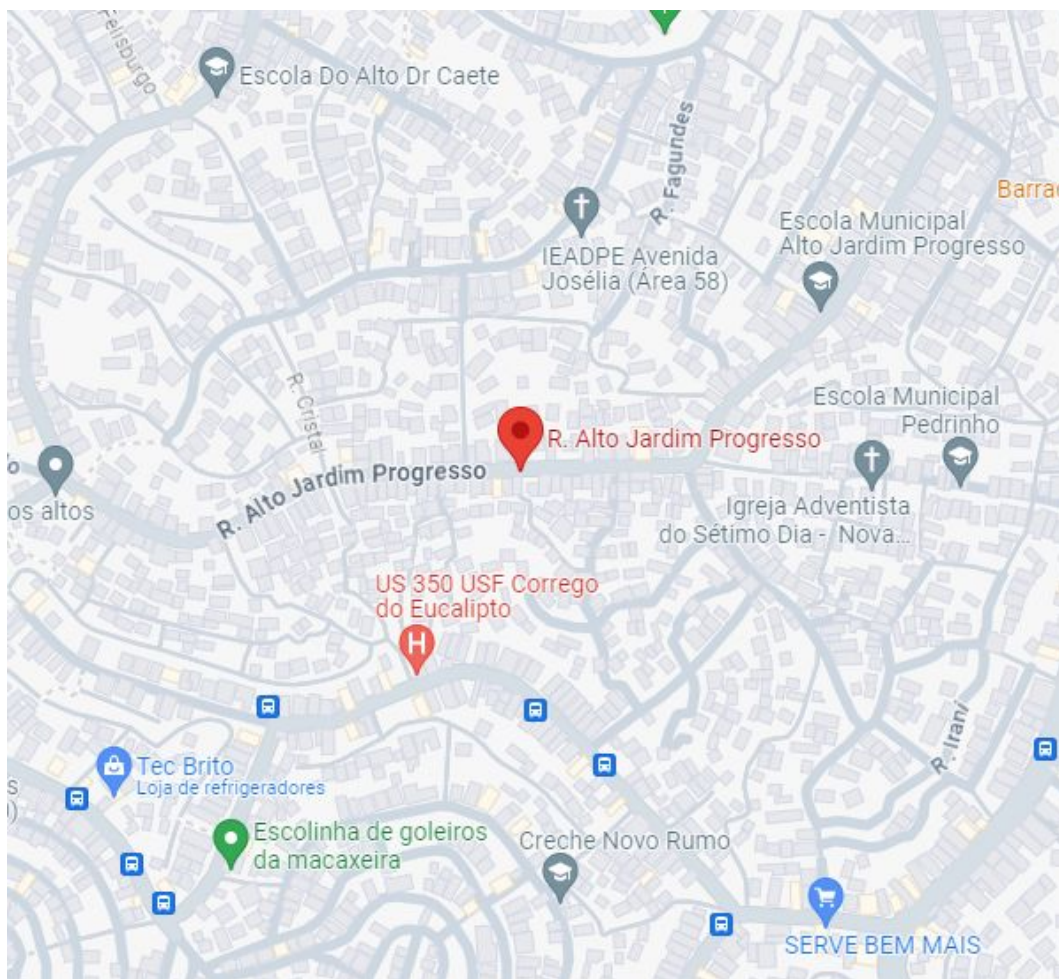 Felisburgo
Escola Do Alto Dr Caete
R. Fagundes
Escola Municipal
Alto Jardim Progresso
IEADPE Avenida
Josélia (Área 58)
R. Cristal
Escola Municipal
Pedrinho
R. Alto Jardim Progresso
R. Alto Jardim Progresso
os altos
Igreja Adventista
do Sétimo Dia - Nova...
US 350 USF Corrego
do Eucalipto
H
R. Iraní
Tec Brito
Loja de refrigeradores
Escolinha de goleiros
da macaxeira
Creche Novo Rumo
SERVE BEM MAIS